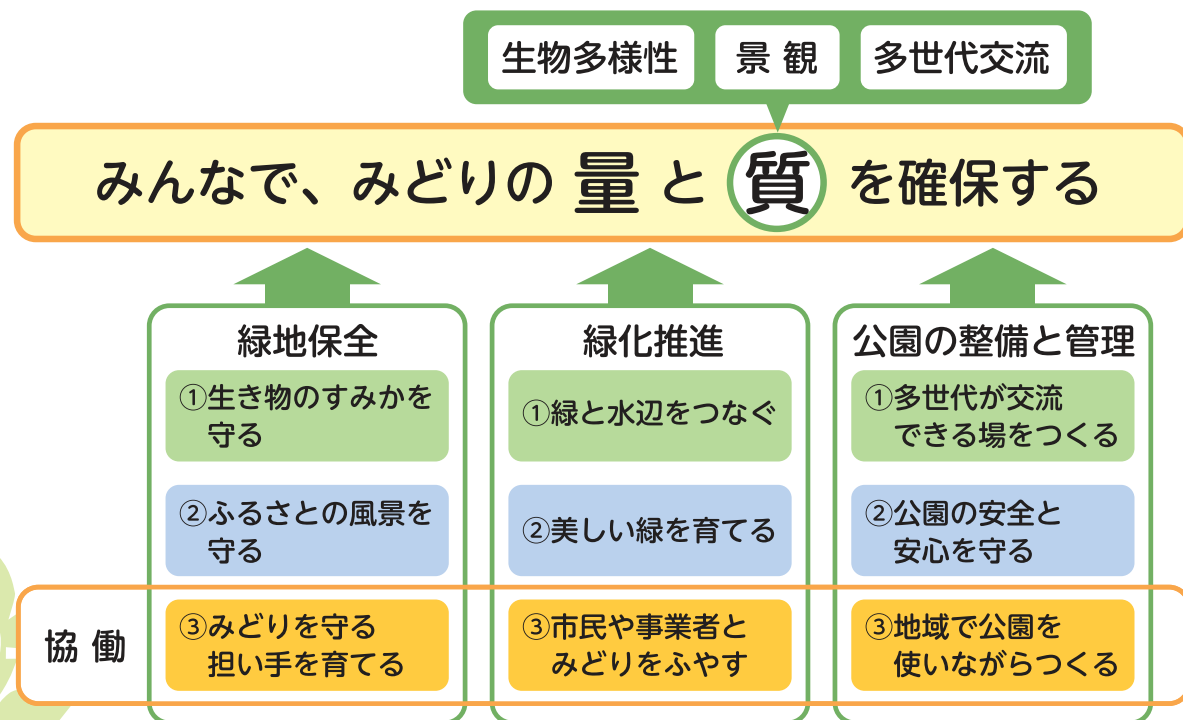 生物多様性
景 観
多世代交流
みんなで、みどりの 量 と 質 を確保する
緑地保全
①生き物のすみかを
守る
②ふるさとの風景を
守る
③みどりを守る
担い手を育てる
緑化推進
①緑と水辺をつなぐ
②美しい緑を育てる
③市民や事業者と
みどりをふやす
公園の整備と管理
①多世代が交流
できる場をつくる
②公園の安全と
安心を守る
③地域で公園を
使いながらつくる
協 働